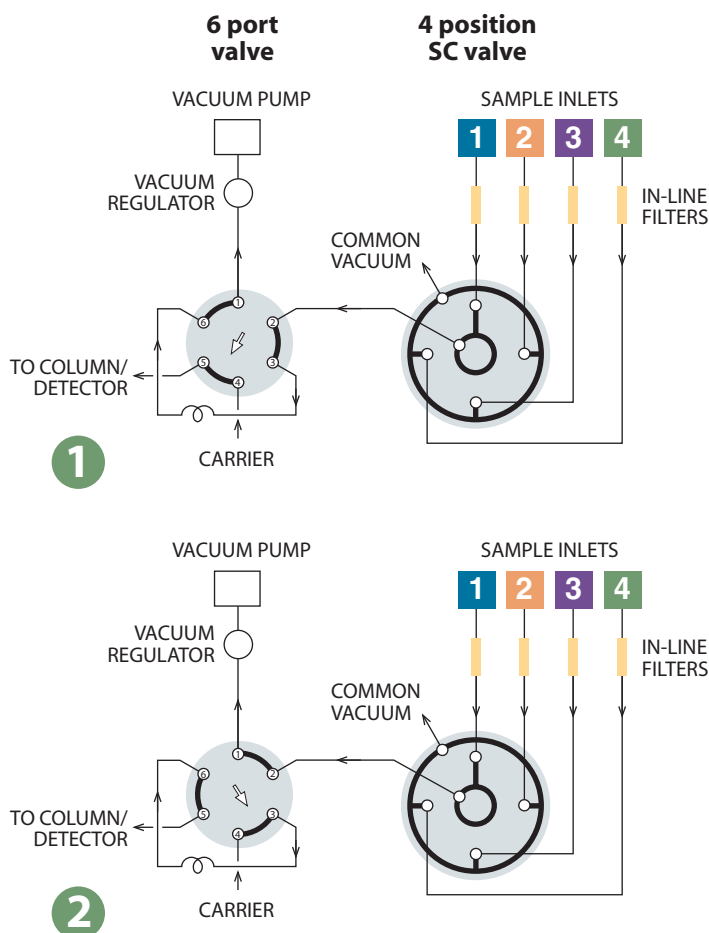 6 port
valve
4 position
SC valve
VACUUM PUMP
SAMPLE INLETS
1
2
3
4
VACUUM
REGULATOR
IN-LINE
FILTERS
COMMON
VACUUM
1
2
3
4
5
6
TO COLUMN/
DETECTOR
CARRIER
1
VACUUM PUMP
SAMPLE INLETS
1
2
3
4
VACUUM
REGULATOR
IN-LINE
FILTERS
COMMON
VACUUM
1
2
3
4
5
6
TO COLUMN/
DETECTOR
CARRIER
2